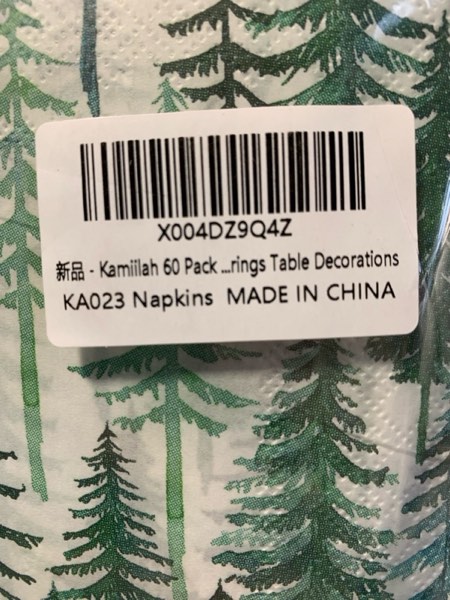 X004DZ9Q4Z
新品 - Kamiilah 60 Pack ...rings Table Decorations
KA023 Napkins MADE IN CHINA